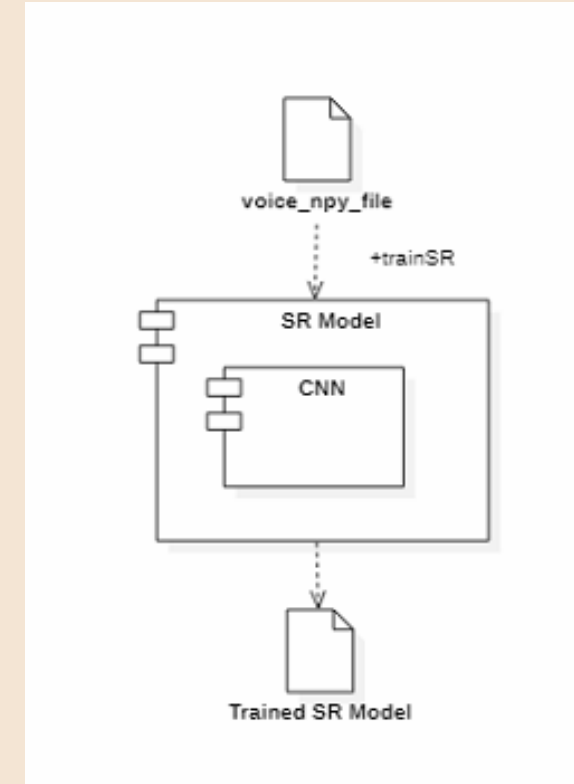 voice_npy_file
+trainSR
SR Model
CNN
Trained SR Model